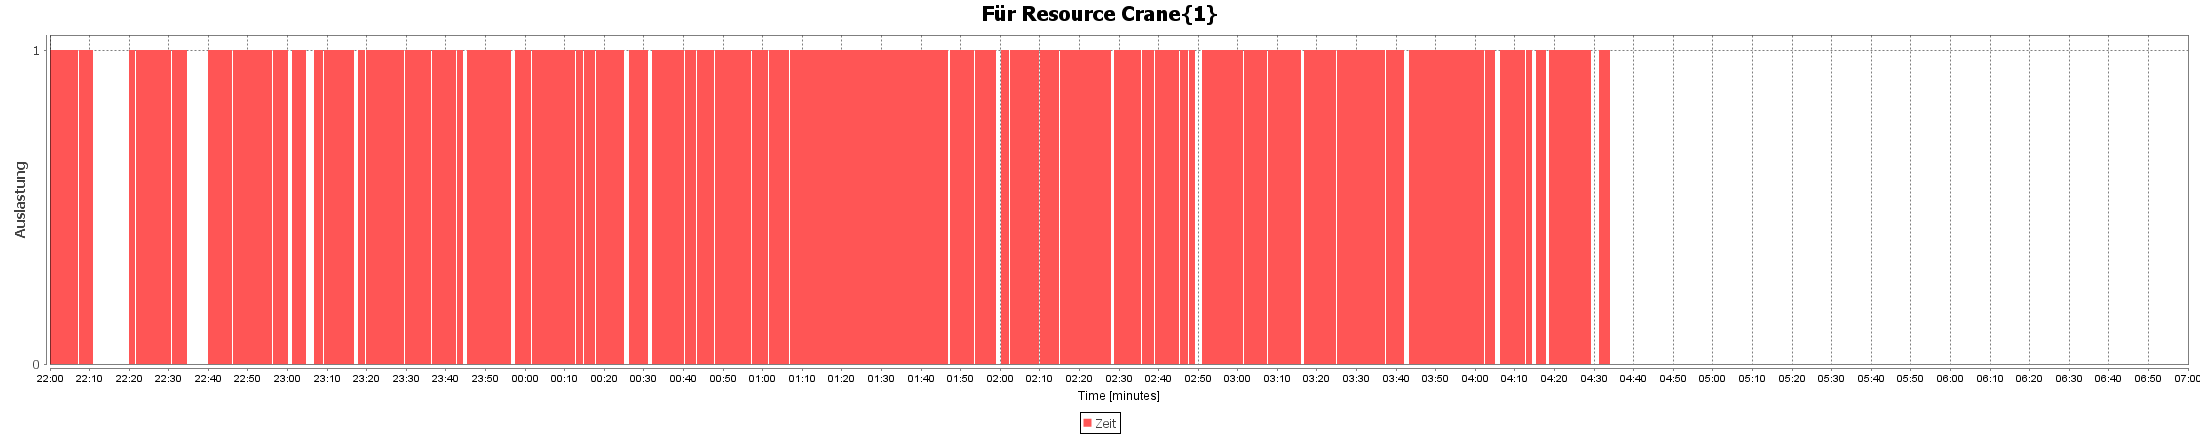 Für Resource Crane{1}
1
Auslastung
0
22:00 22:10 22:20 22:30 22:40 22:50 23:00 23:10 23:20 23:30 23:40 23:50 00:00 00:10 00:20 00:30 00:40 00:50 01:00 01:10 01:20 01:30 01:40 01:50 02:00 02:10 02:20 02:30 02:40 02:50 03:00 03:10 03:20 03:30 03:40 03:50 04:00 04:10 04:20 04:30 04:40 04:50 05:00 05:10 05:20 05:30 05:40 05:50 06:00 06:10 06:20 06:30 06:40 06:50 07:00
Time [minutes]
Zeit